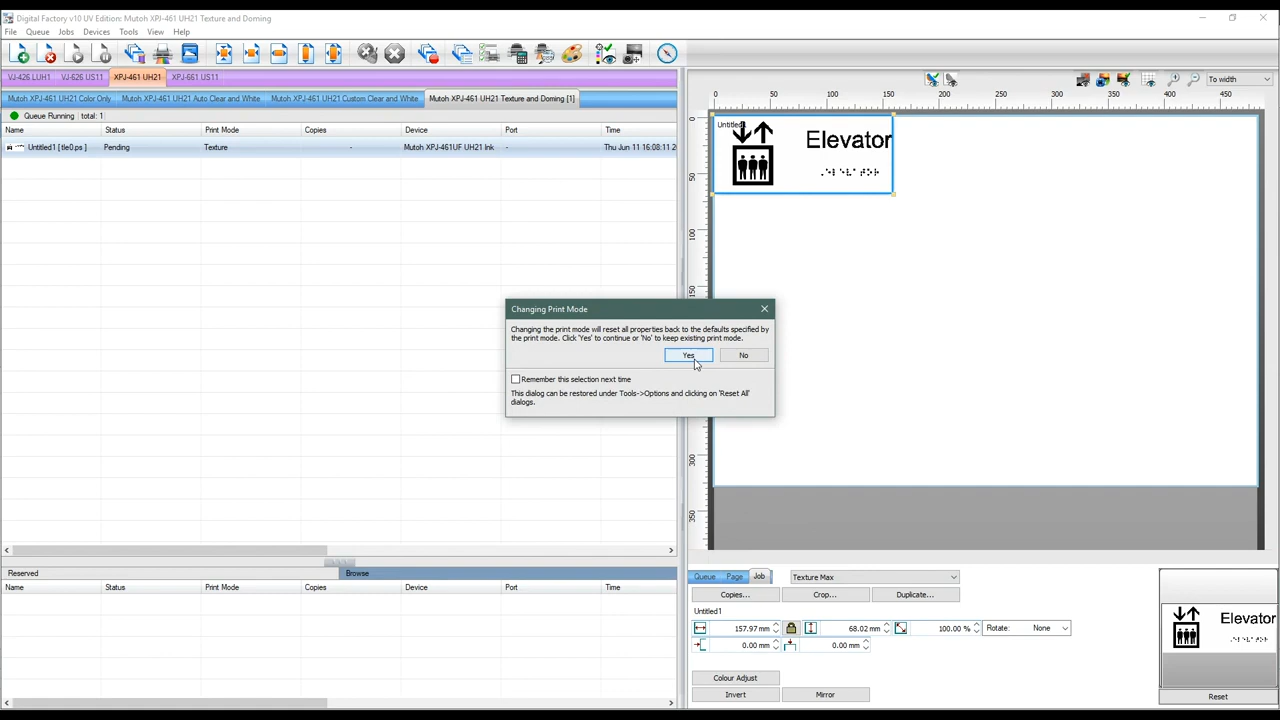 Digital Factory v10 UV Edition: Mutoh XPJ-461 UH21 Texture and Doming
File Queue Jobs Devices Tools View Help
VJ-426 LUH1 VJ-626 US11 XPJ-461 UH21 XPJ-661 US11
To width
Mutoh XPJ-461 UH21 Color Only Mutoh XPJ-461 UH21 Auto Clear and White Mutoh XPJ-461 UH21 Custom Clear and White Mutoh XPJ-461 UH21 Texture and Doming [1]
0 50 100 150 200 250 300 350 400 450
Queue Running total: 1
Name Status Print Mode Copies Device Port Time
Untitled1 [tle0.ps ] Pending Texture - Mutoh XPJ-461UF UH21 Ink - Thu Jun 11 16:08:11 2
0
50
100
150
300
350
Untitled1
Elevator
⠠⠑⠇⠑⠧⠁⠞⠕⠗
Changing Print Mode
Changing the print mode will reset all properties back to the defaults specified by
the print mode. Click 'Yes' to continue or 'No' to keep existing print mode.
Yes No
Remember this selection next time
This dialog can be restored under Tools->Options and clicking on 'Reset All'
dialogs.
Reserved Browse
Name Status Print Mode Copies Port Device Time
Queue Page Job Texture Max
Copies... Crop... Duplicate...
Untitled1
157.97 mm 68.02 mm 100.00 % Rotate: None
0.00 mm 0.00 mm
Colour Adjust
Invert Mirror
Elevator
Reset